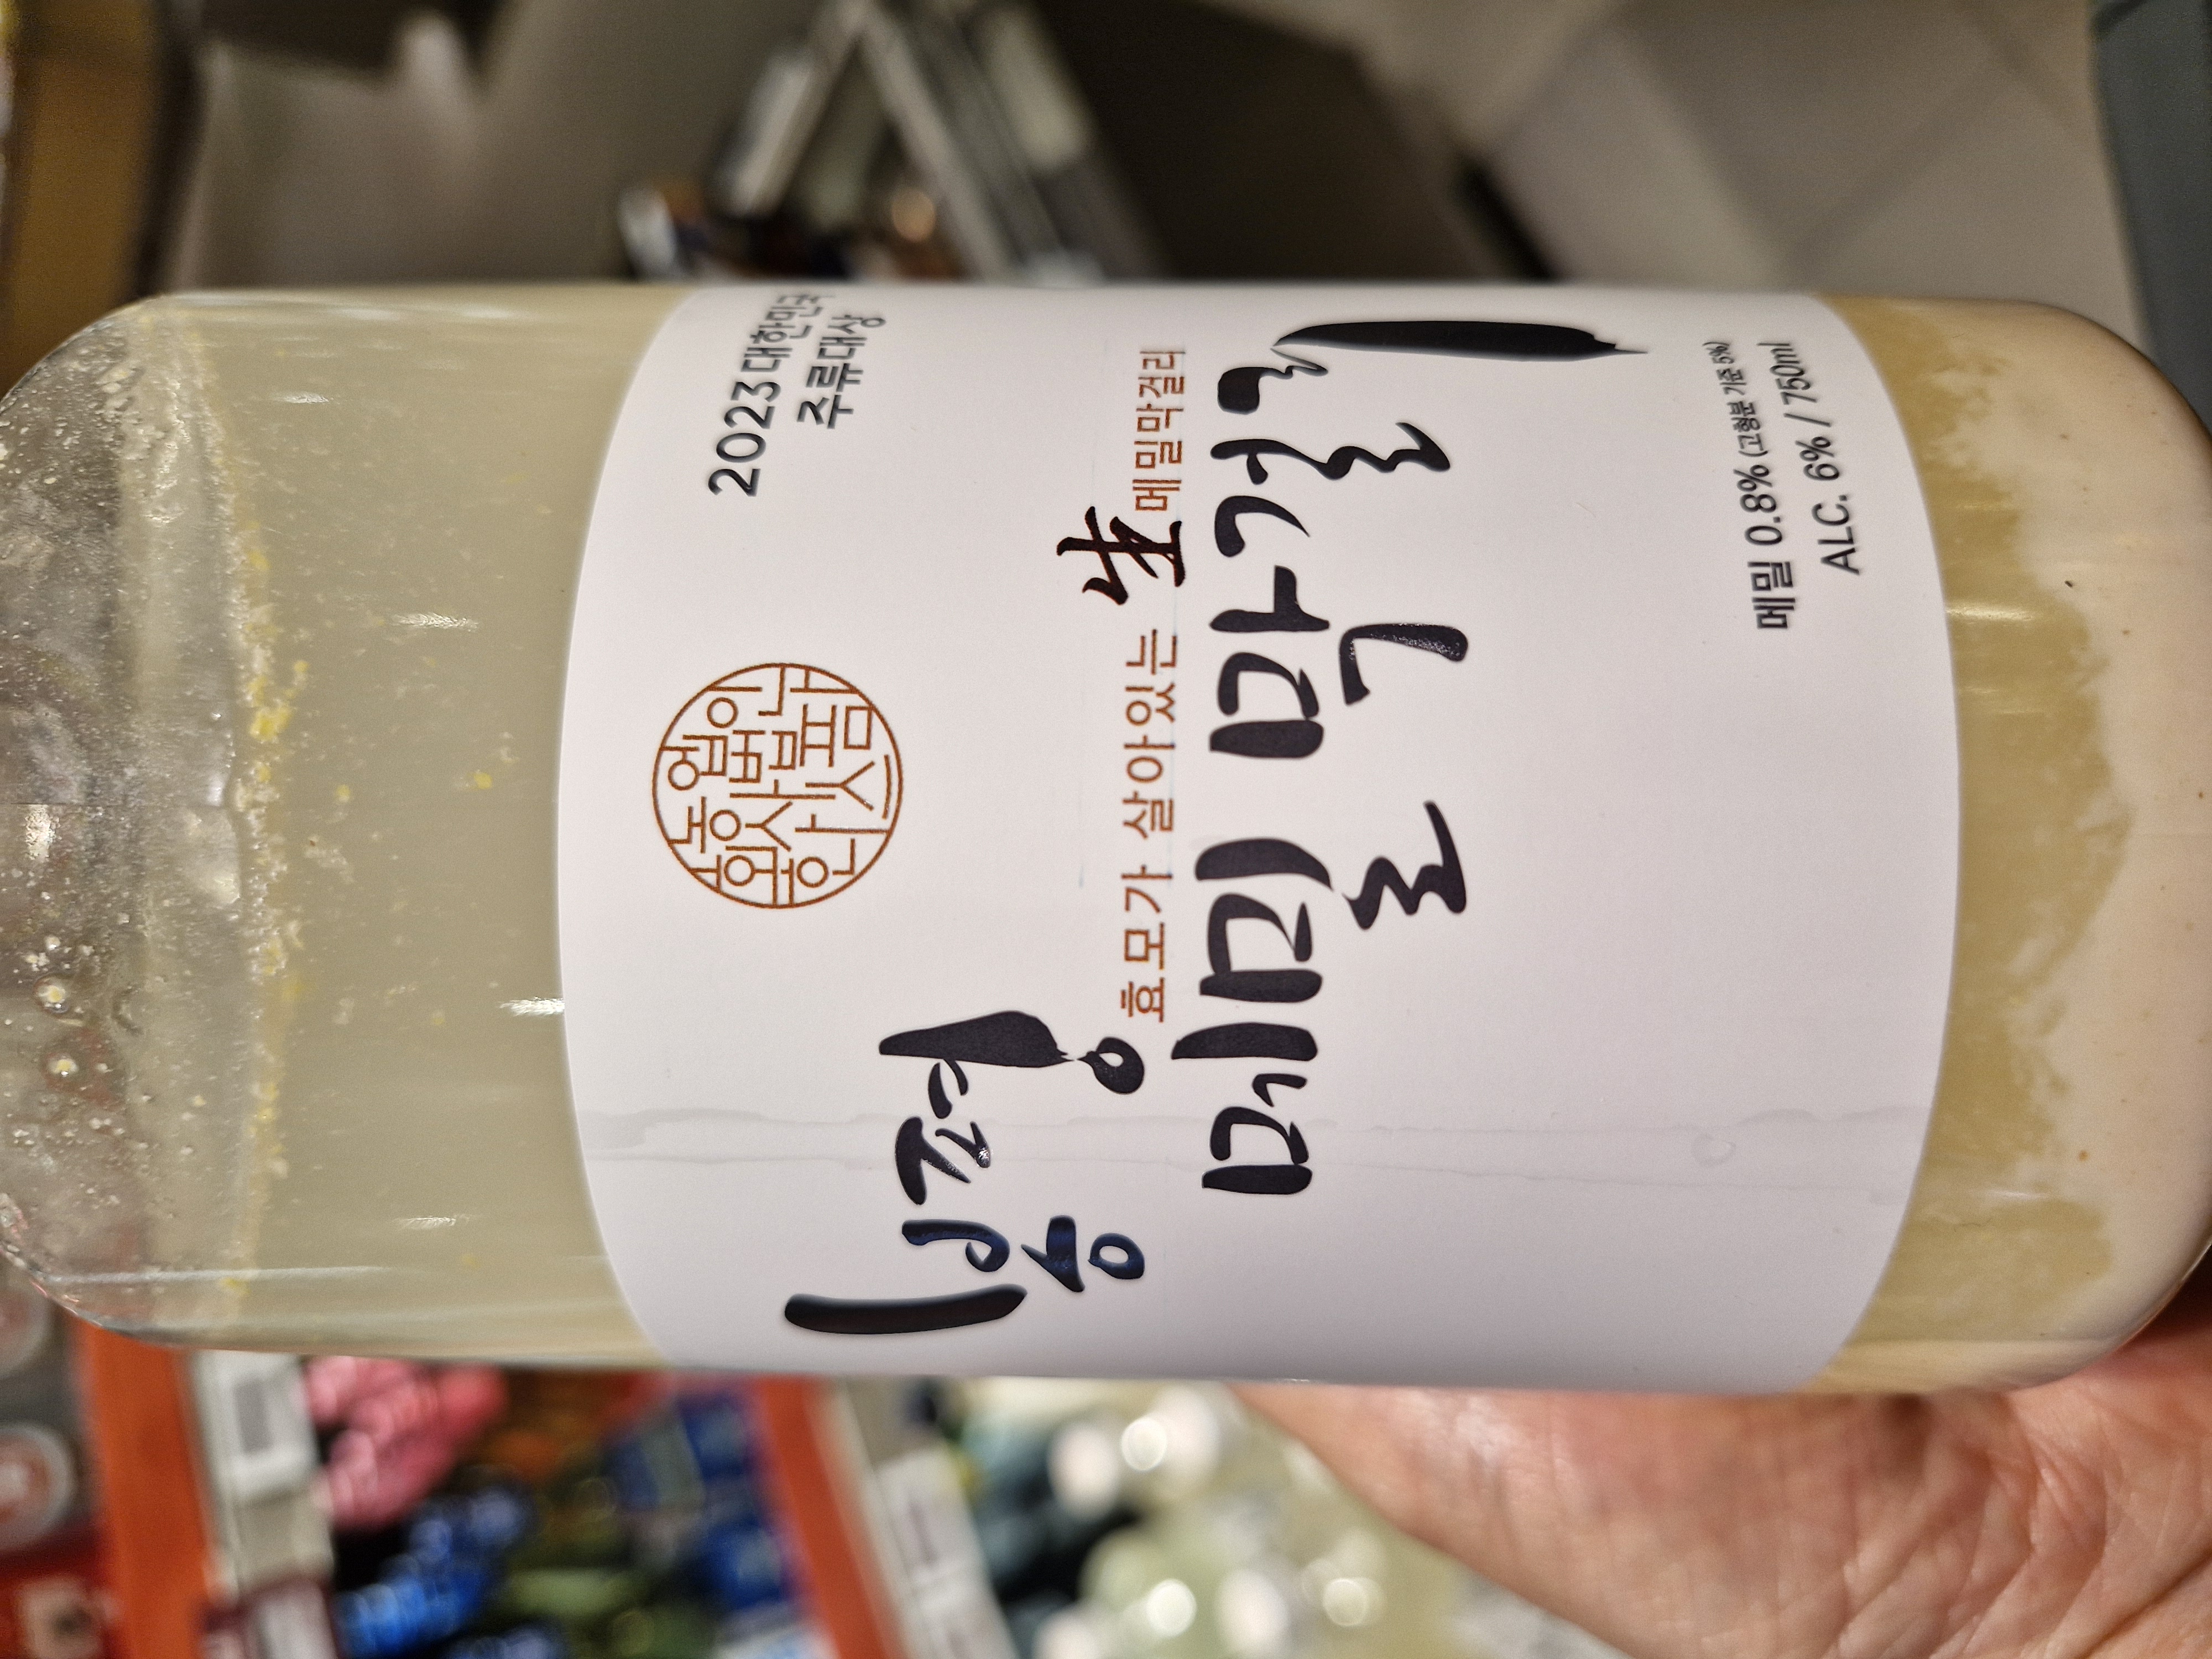 2023 대한민국
주류대상
봉평
효모가 살아있는 生 메밀막걸리
메밀 막걸리
메밀 0.8% (고형분 기준 5%)
ALC. 6% / 750ml